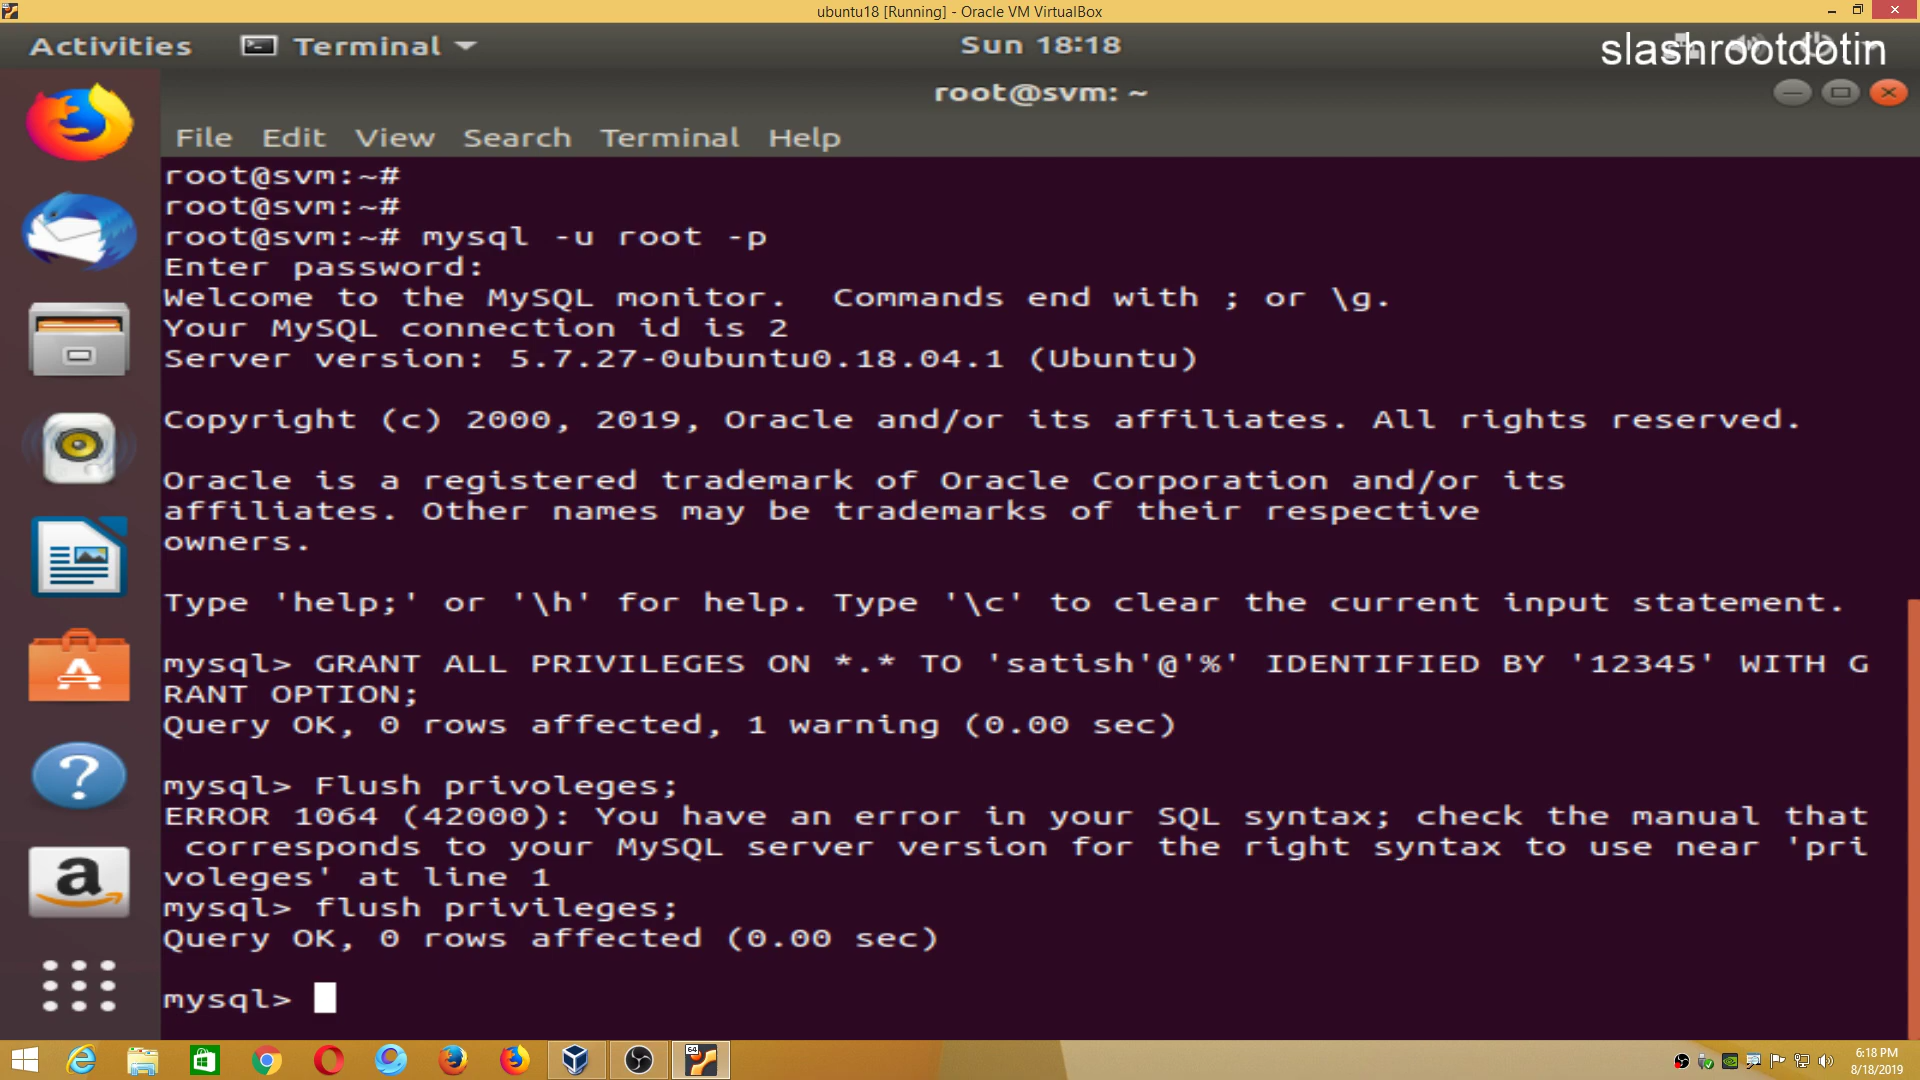 ubuntu18 [Running] - Oracle VM VirtualBox
Activities Terminal Sun 18:18 slashrootdotin
root@svm: ~
File Edit View Search Terminal Help
root@svm:~#
root@svm:~#
root@svm:~# mysql -u root -p
Enter password:
Welcome to the MySQL monitor.  Commands end with ; or \g.
Your MySQL connection id is 2
Server version: 5.7.27-0ubuntu0.18.04.1 (Ubuntu)
Copyright (c) 2000, 2019, Oracle and/or its affiliates. All rights reserved.
Oracle is a registered trademark of Oracle Corporation and/or its
affiliates. Other names may be trademarks of their respective
owners.
Type 'help;' or '\h' for help. Type '\c' to clear the current input statement.
mysql> GRANT ALL PRIVILEGES ON *.* TO 'satish'@'%' IDENTIFIED BY '12345' WITH G
RANT OPTION;
Query OK, 0 rows affected, 1 warning (0.00 sec)
mysql> Flush privoleges;
ERROR 1064 (42000): You have an error in your SQL syntax; check the manual that
 corresponds to your MySQL server version for the right syntax to use near 'pri
voleges' at line 1
mysql> flush privileges;
Query OK, 0 rows affected (0.00 sec)
mysql>
64
6:18 PM
8/18/2019